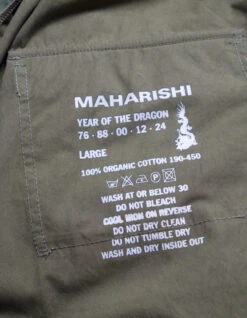 MAHARISHI
YEAR OF THE DRAGON
76 · 88 · 00 · 12 · 24
LARGE
100% ORGANIC COTTON 190-450
WASH AT OR BELOW 30
DO NOT BLEACH
COOL IRON ON REVERSE
DO NOT DRY CLEAN
DO NOT TUMBLE DRY
WASH AND DRY INSIDE OUT